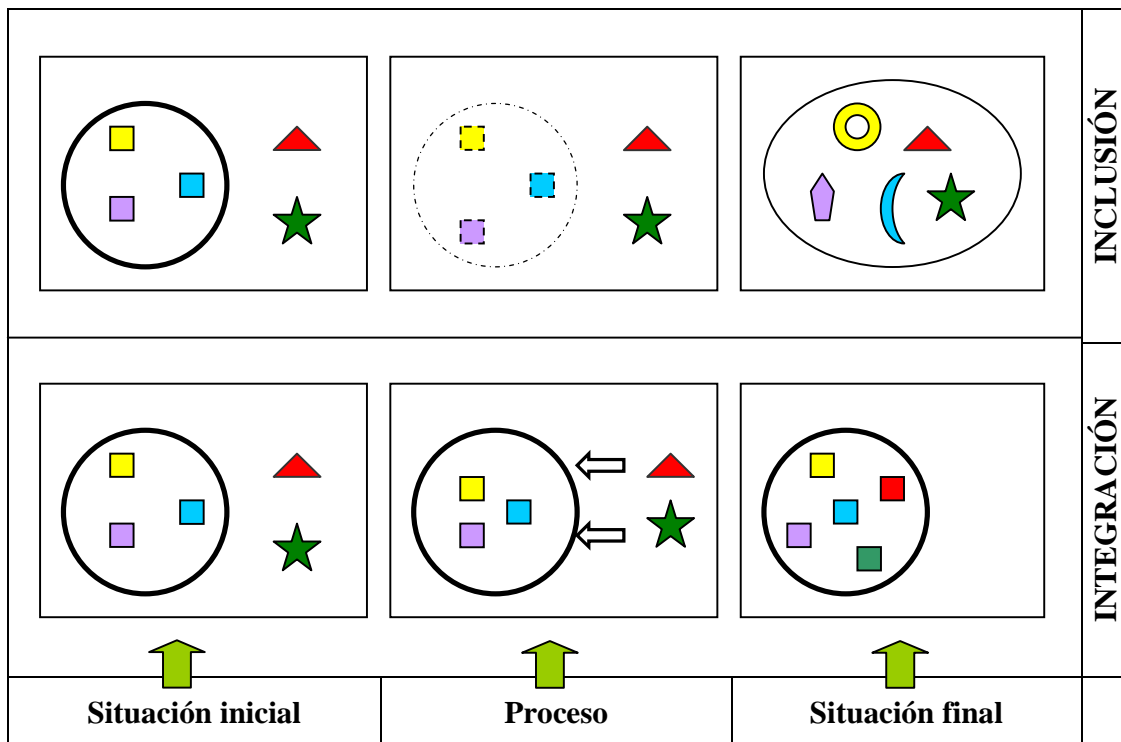 INCLUSIÓN
INTEGRACIÓN
Situación inicial
Proceso
Situación final